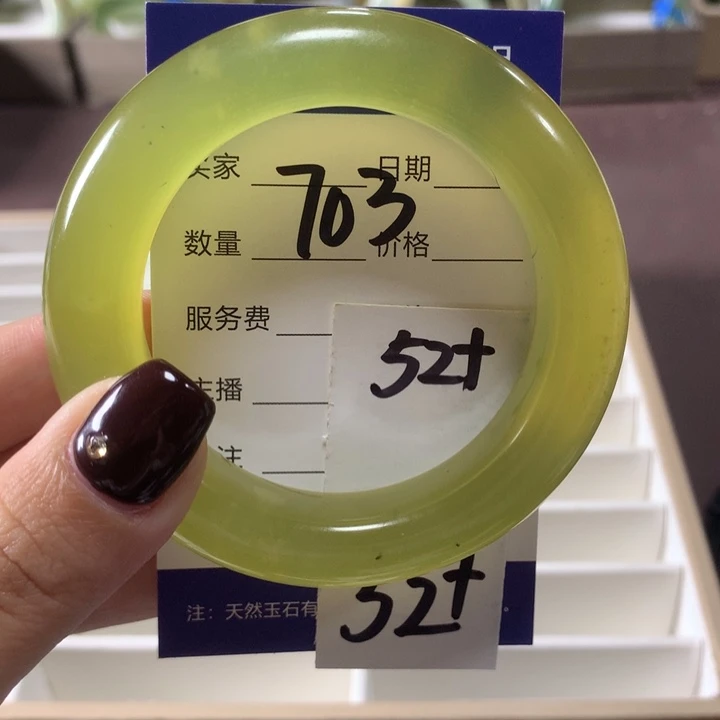 买家 日期
703
数量 价格
服务费
52+
主播
注
52+
注：天然玉石有